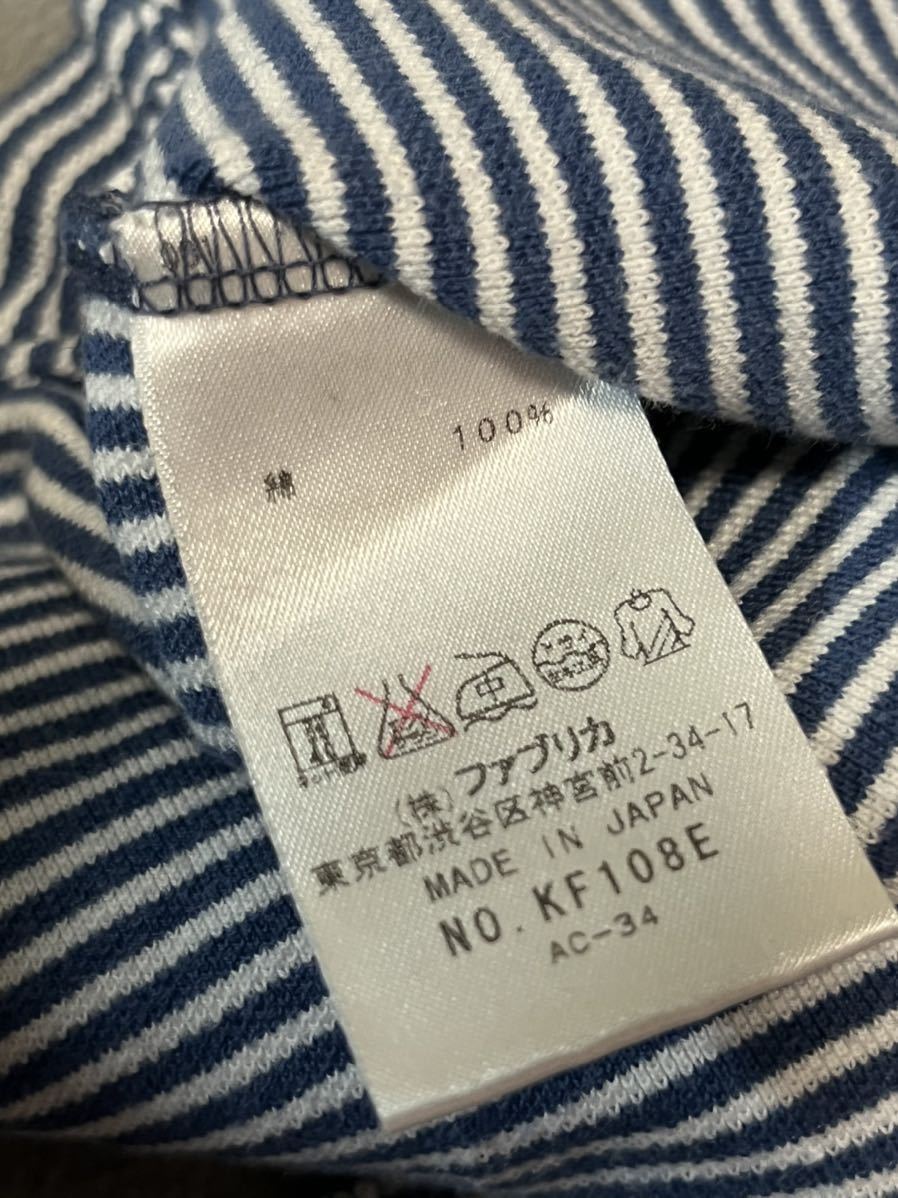 綿 100%
中
(株)ファブリカ
東京都渋谷区神宮前2-34-17
MADE IN JAPAN
NO. KF108E
AC-34